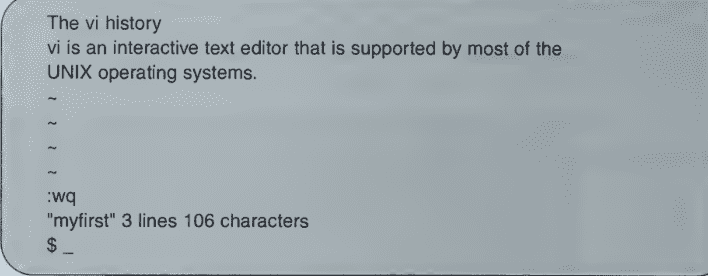 The vi history
vi is an interactive text editor that is supported by most of the
UNIX operating systems.
~
~
~
~
:wq
"myfirst" 3 lines 106 characters
$ _